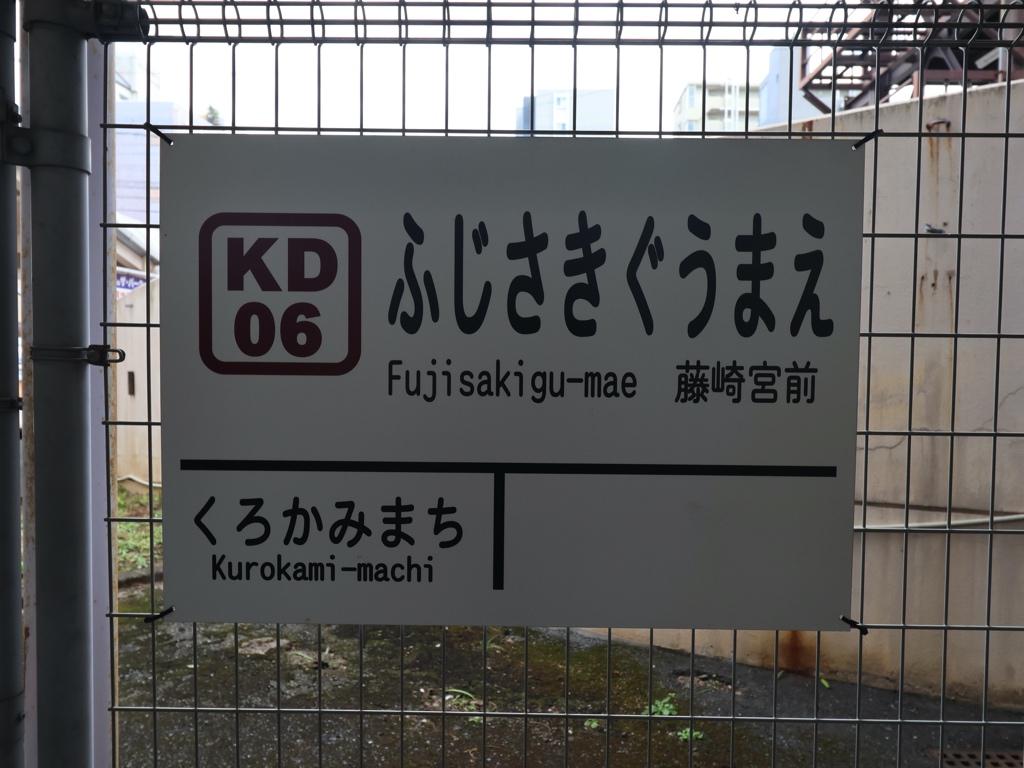 KD
06
ふじさきぐうまえ
Fujisakigu-mae 藤崎宮前
くろかみまち
Kurokami-machi